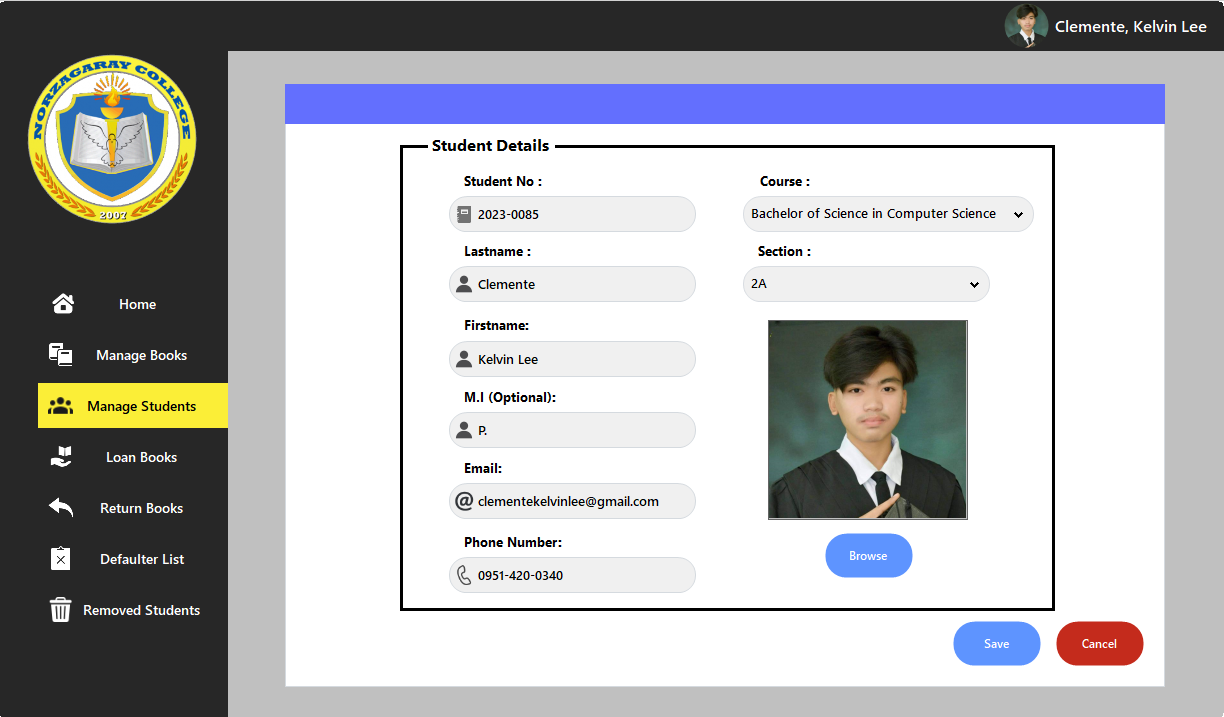 Clemente, Kelvin Lee
NORZAGARAY COLLEGE
2007
Home
Manage Books
Manage Students
Loan Books
Return Books
Defaulter List
Removed Students
Student Details
Student No :
2023-0085
Lastname :
Clemente
Firstname:
Kelvin Lee
M.I (Optional):
P.
Email:
clementekelvinlee@gmail.com
Phone Number:
0951-420-0340
Course :
Bachelor of Science in Computer Science
Section :
2A
Browse
Save
Cancel